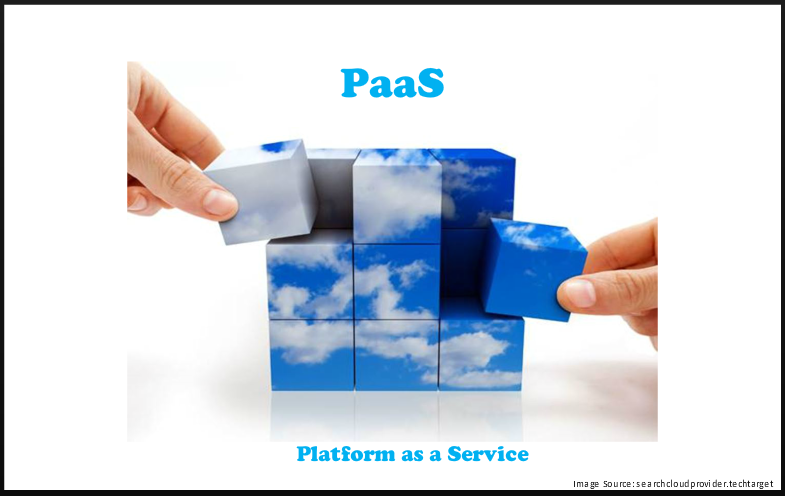 PaaS
Platform as a Service
Image Source: searchcloudprovider.techtarget